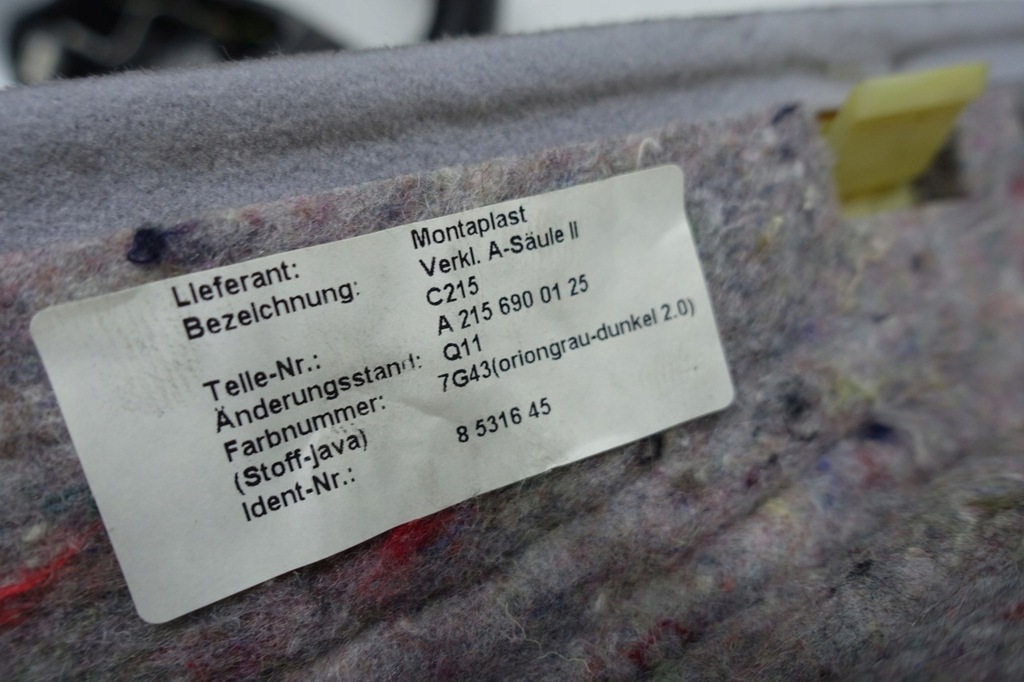 Lieferant: Montaplast
Bezeichnung: Verkl. A-Säule II
C215
Teile-Nr.: A 215 690 01 25
Änderungsstand: Q11
Farbnummer: 7G43(oriongrau-dunkel 2.0)
(Stoff-java)
Ident-Nr.: 8 5316 45